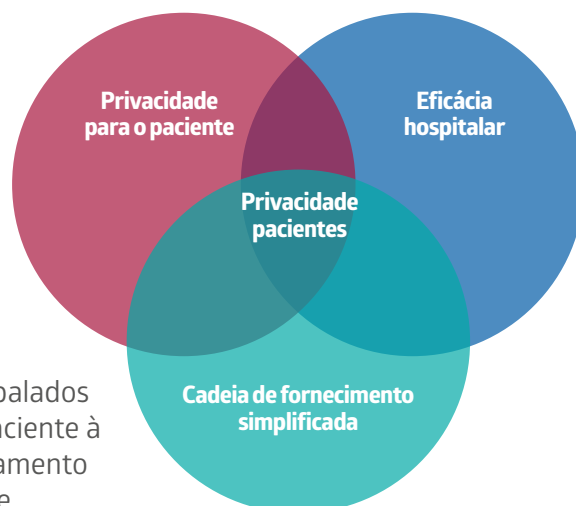 Privacidade
para o paciente
Eficácia
hospitalar
Privacidade
pacientes
Cadeia de fornecimento
simplificada